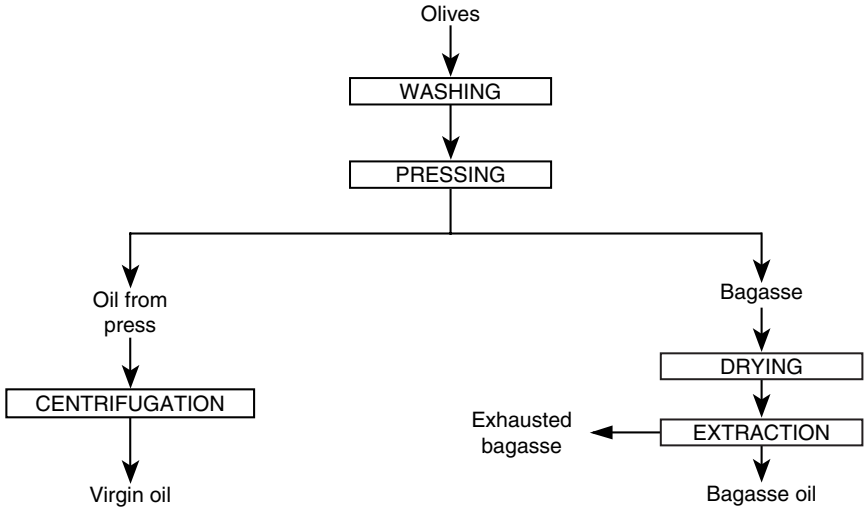 Olives
WASHING
PRESSING
Oil from
press
CENTRIFUGATION
Virgin oil
Bagasse
DRYING
EXTRACTION
Exhausted
bagasse
Bagasse oil